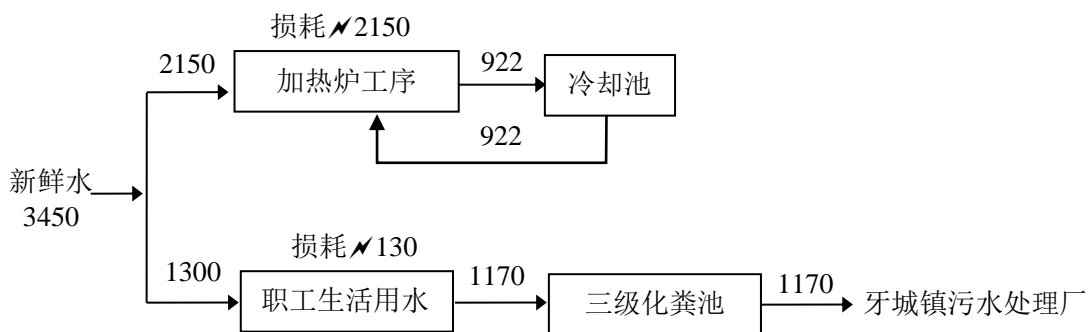 损耗 2150
2150
加热炉工序
922
冷却池
922
新鲜水
3450
损耗 130
1300
职工生活用水
1170
三级化粪池
1170
牙城镇污水处理厂